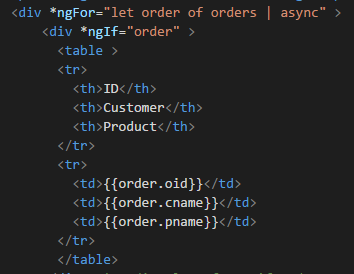 <div *ngFor="let order of orders | async" >
<div *ngIf="order" >
<table >
<tr>
<th>ID</th>
<th>Customer</th>
<th>Product</th>
</tr>
<tr>
<td>{{order.oid}}</td>
<td>{{order.cname}}</td>
<td>{{order.pname}}</td>
</tr>
</table>